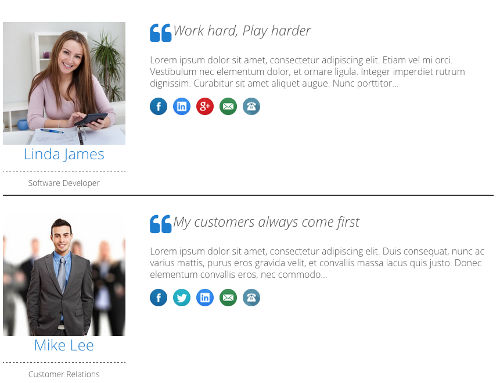 Work hard, Play harder
Lorem ipsum dolor sit amet, consectetur adipiscing elit. Etiam vel mi orci.
Vestibulum nec elementum dolor, et ornare ligula. Integer imperdiet rutrum
dignissim. Curabitur sit amet aliquet augue. Nunc porttitor...
Linda James
Software Developer
My customers always come first
Lorem ipsum dolor sit amet, consectetur adipiscing elit. Duis consequat, nunc ac
varius mattis, purus eros gravida velit, et convallis massa lacus quis justo. Donec
elementum convallis eros, nec commodo...
Mike Lee
Customer Relations